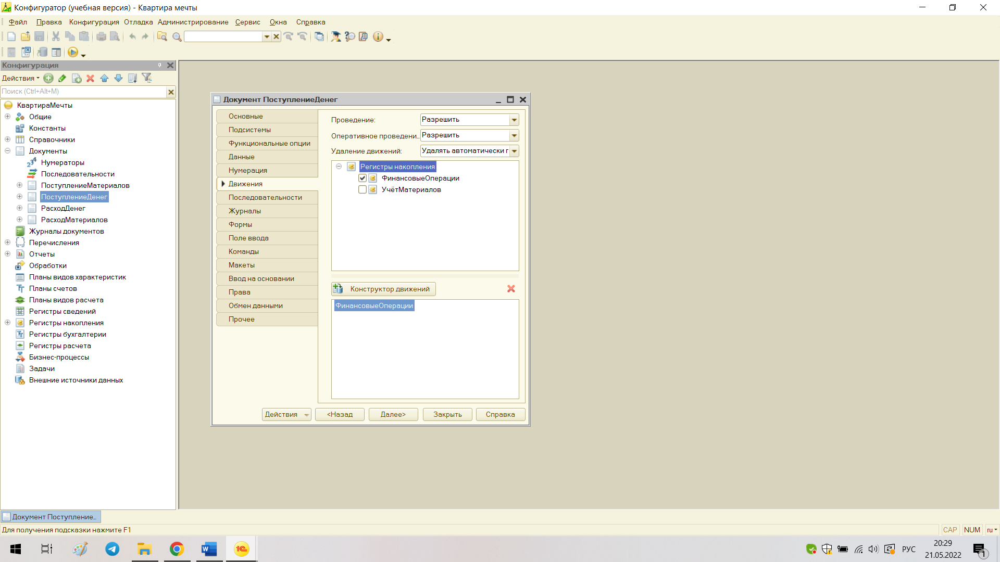 Конфигуратор (учебная версия) - Квартира мечты
Файл Правка Конфигурация Отладка Администрирование Сервис Окна Справка
Конфигурация
Действия
Поиск (Ctrl+Alt+M)
КвартираМечты
Общие
Константы
Справочники
Документы
Нумераторы
Последовательности
ПоступлениеМатериалов
ПоступлениеДенег
РасходДенег
РасходМатериалов
Журналы документов
Перечисления
Отчеты
Обработки
Планы видов характеристик
Планы счетов
Планы видов расчета
Регистры сведений
Регистры накопления
Регистры бухгалтерии
Регистры расчета
Бизнес-процессы
Задачи
Внешние источники данных
Документ ПоступлениеДенег
Основные
Подсистемы
Функциональные опции
Данные
Нумерация
Движения
Последовательности
Журналы
Формы
Поле ввода
Команды
Макеты
Ввод на основании
Права
Обмен данными
Прочее
Проведение: Разрешить
Оперативное проведени... Разрешить
Удаление движений: Удалять автоматически г
Регистры накопления
ФинансовыеОперации
УчётМатериалов
Конструктор движений
ФинансовыеОперации
Действия <Назад Далее> Закрыть Справка
Документ Поступление...
Для получения подсказки нажмите F1
CAP NUM ru
РУС
20:29
21.05.2022
1